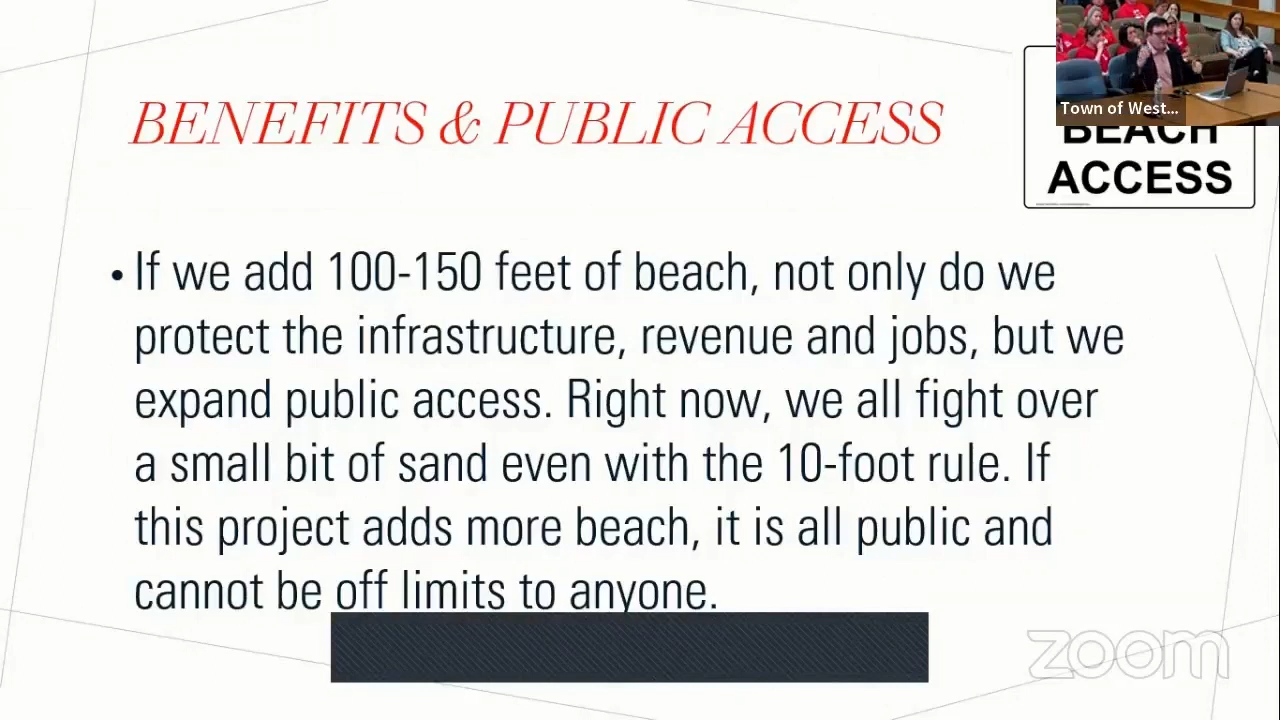 Town of West...
BENEFITS & PUBLIC ACCESS
BEACH
ACCESS
• If we add 100-150 feet of beach, not only do we
protect the infrastructure, revenue and jobs, but we
expand public access. Right now, we all fight over
a small bit of sand even with the 10-foot rule. If
this project adds more beach, it is all public and
cannot be off limits to anyone.
zoom